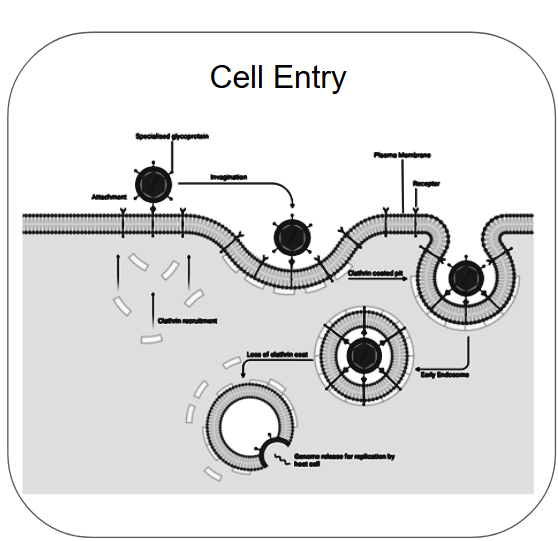 Cell Entry
Specialised glycoprotein
Plasma Membrane
Invagination
Receptor
Attachment
Clathrin coated pit
Clathrin recruitment
Loss of clathrin coat
Early Endosome
Genome release for replication by
host cell